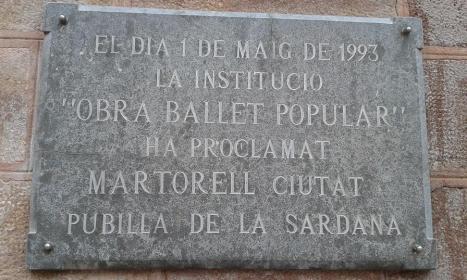 EL DIA 1 DE MAIG DE 1993
LA INSTITUCIO
"OBRA BALLET POPULAR"
HA PROCLAMAT
MARTORELL CIUTAT
PUBILLA DE LA SARDANA